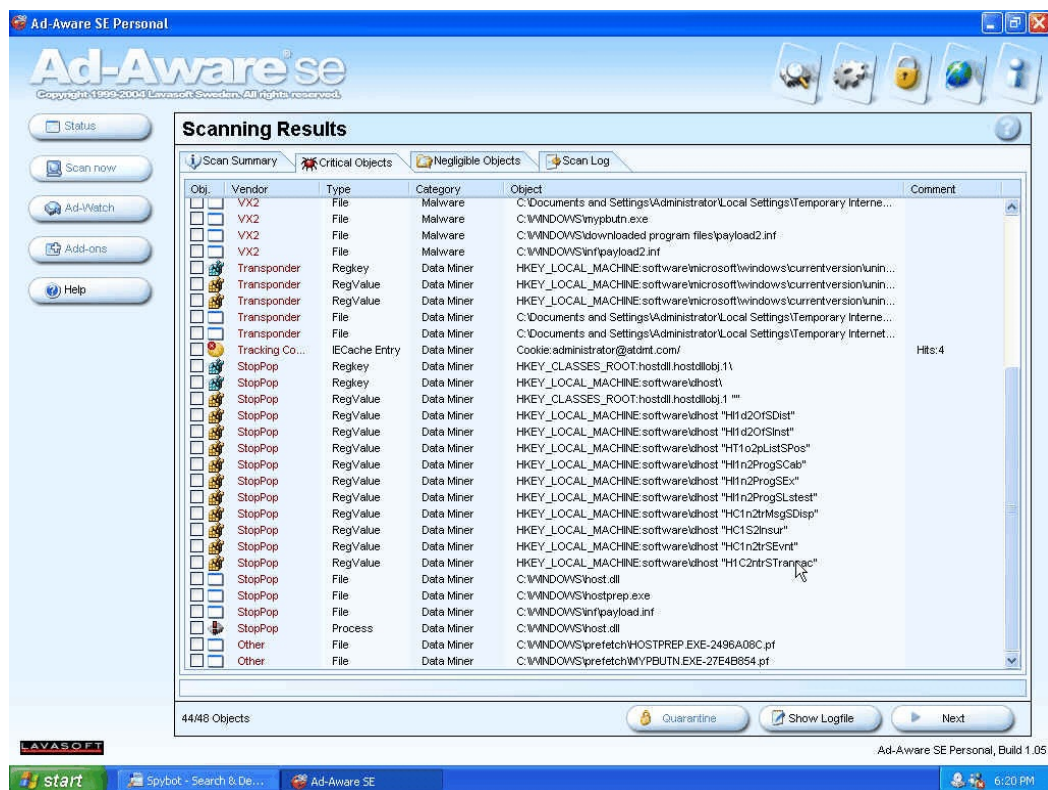 Ad-Aware SE Personal
Ad-Aware SE
Copyright 1999-2004 Lavasoft Sweden. All rights reserved.
Status
Scan now
Ad-Watch
Add-ons
Help
Scanning Results
Scan Summary Critical Objects Negligible Objects Scan Log
Obj. Vendor Type Category Object Comment
VX2 File Malware C:\Documents and Settings\Administrator\Local Settings\Temporary Interne...
VX2 File Malware C:\WINDOWS\mypbutn.exe
VX2 File Malware C:\WINDOWS\downloaded program files\payload2.inf
VX2 File Malware C:\WINDOWS\inf\payload2.inf
Transponder Regkey Data Miner HKEY_LOCAL_MACHINE:software\microsoft\windows\currentversion\unin...
Transponder RegValue Data Miner HKEY_LOCAL_MACHINE:software\microsoft\windows\currentversion\unin...
Transponder RegValue Data Miner HKEY_LOCAL_MACHINE:software\microsoft\windows\currentversion\unin...
Transponder File Data Miner C:\Documents and Settings\Administrator\Local Settings\Temporary Interne...
Transponder File Data Miner C:\Documents and Settings\Administrator\Local Settings\Temporary Internet...
Tracking Co... IECache Entry Data Miner Cookie:administrator@atdmt.com/ Hits:4
StopPop Regkey Data Miner HKEY_CLASSES_ROOT:hostdll.hostdllobj.1\
StopPop Regkey Data Miner HKEY_LOCAL_MACHINE:software\dhost\
StopPop RegValue Data Miner HKEY_CLASSES_ROOT:hostdll.hostdllobj.1 ""
StopPop RegValue Data Miner HKEY_LOCAL_MACHINE:software\dhost "HI1d2OfSDist"
StopPop RegValue Data Miner HKEY_LOCAL_MACHINE:software\dhost "HI1d2OfSInst"
StopPop RegValue Data Miner HKEY_LOCAL_MACHINE:software\dhost "HT1o2pListSPos"
StopPop RegValue Data Miner HKEY_LOCAL_MACHINE:software\dhost "HI1n2ProgSCab"
StopPop RegValue Data Miner HKEY_LOCAL_MACHINE:software\dhost "HI1n2ProgSEx"
StopPop RegValue Data Miner HKEY_LOCAL_MACHINE:software\dhost "HI1n2ProgSLstest"
StopPop RegValue Data Miner HKEY_LOCAL_MACHINE:software\dhost "HC1n2trMsgSDisp"
StopPop RegValue Data Miner HKEY_LOCAL_MACHINE:software\dhost "HC1S2Insur"
StopPop RegValue Data Miner HKEY_LOCAL_MACHINE:software\dhost "HC1n2trSEvnt"
StopPop RegValue Data Miner HKEY_LOCAL_MACHINE:software\dhost "H1C2ntrSTransac"
StopPop File Data Miner C:\WINDOWS\host.dll
StopPop File Data Miner C:\WINDOWS\hostprep.exe
StopPop File Data Miner C:\WINDOWS\inf\payload.inf
StopPop Process Data Miner C:\WINDOWS\host.dll
Other File Data Miner C:\WINDOWS\prefetch\HOSTPREP.EXE-2496A08C.pf
Other File Data Miner C:\WINDOWS\prefetch\MYPBUTN.EXE-27E4B854.pf
44/48 Objects
Quarantine Show Logfile Next
LAVASOFT
Ad-Aware SE Personal, Build 1.05
start Spybot - Search & De... Ad-Aware SE 6:20 PM